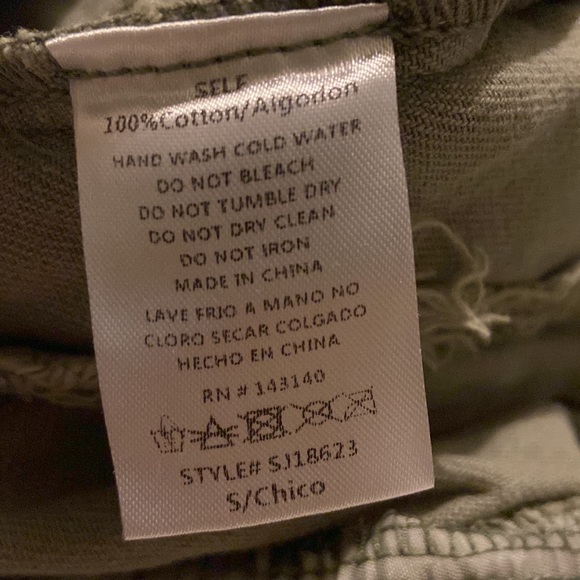 SELF
100%Cotton/Algodon
HAND WASH COLD WATER
DO NOT BLEACH
DO NOT TUMBLE DRY
DO NOT DRY CLEAN
DO NOT IRON
MADE IN CHINA
LAVE FRIO A MANO NO
CLORO SECAR COLGADO
HECHO EN CHINA
RN # 143140
STYLE# SJ18623
S/Chico